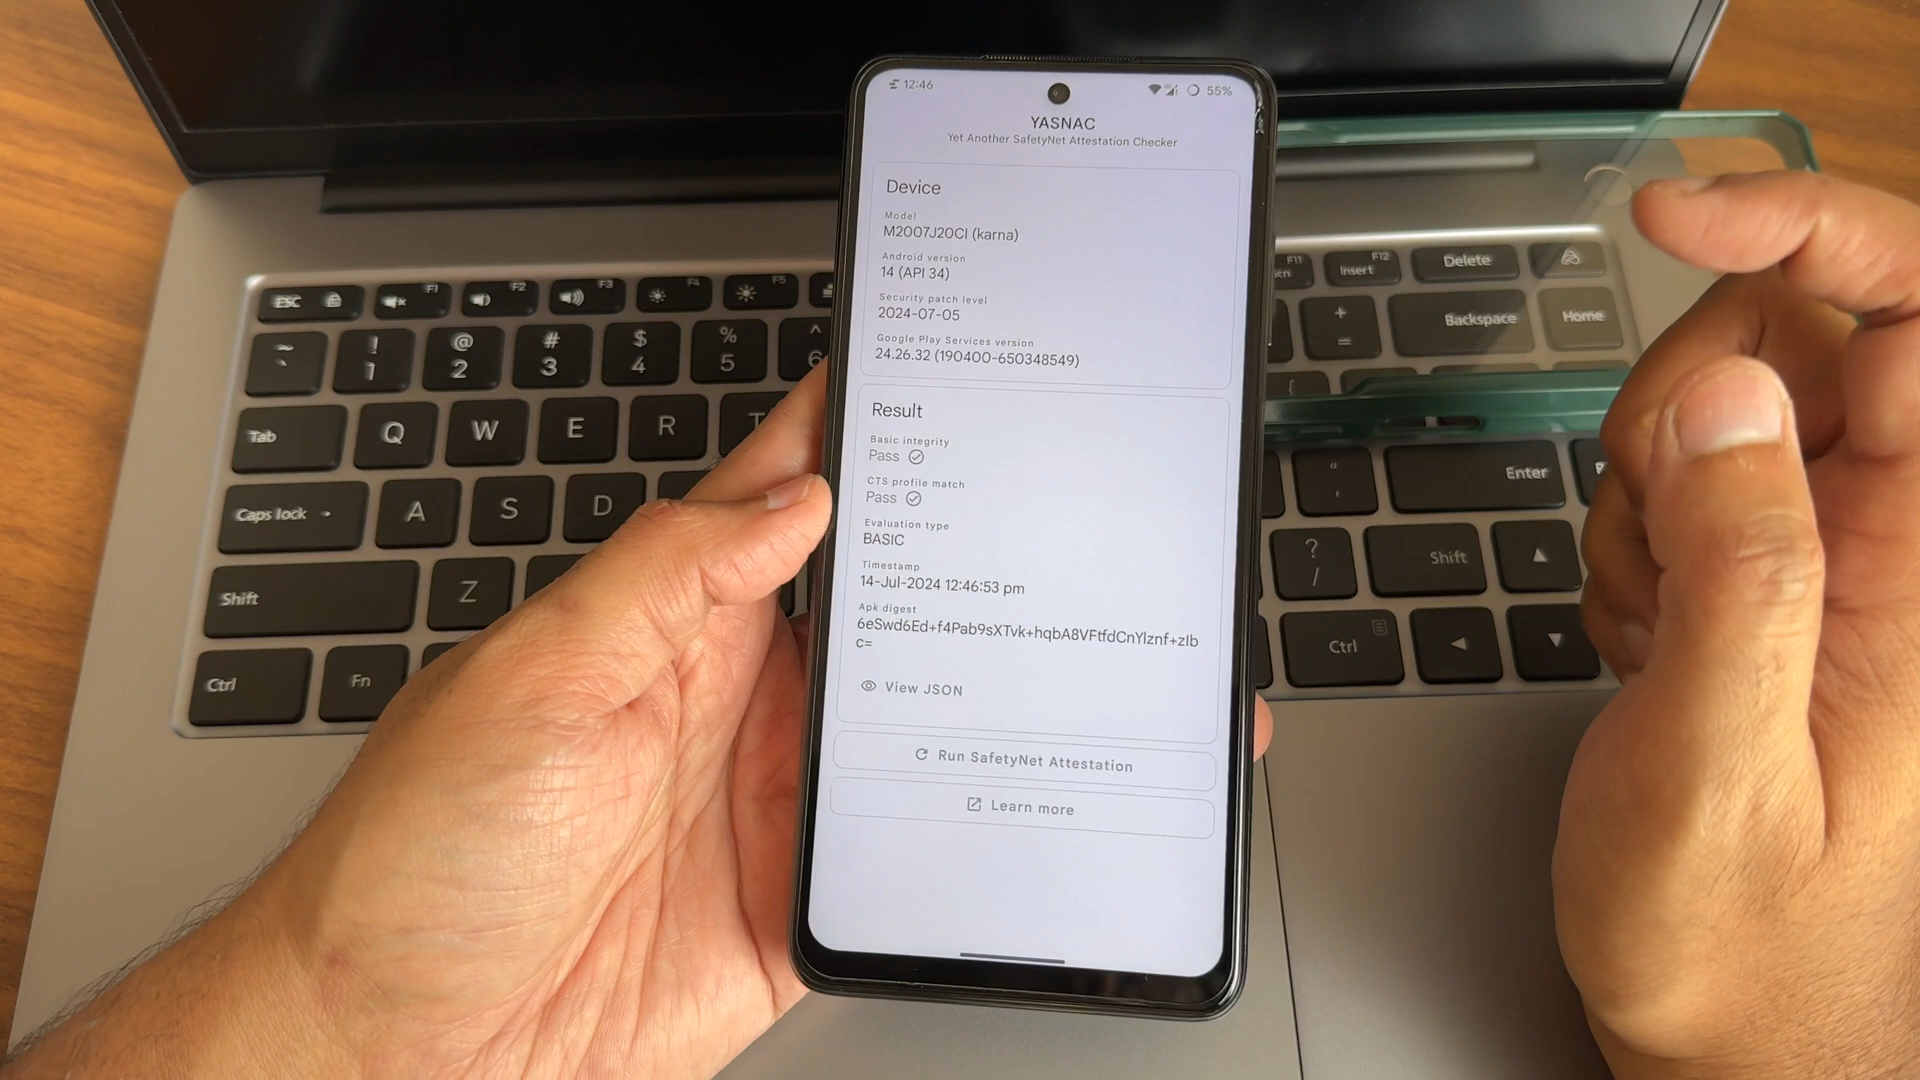 12:46
55%
YASNAC
Yet Another SafetyNet Attestation Checker
Device
Model
M2007J20CI (karna)
Android version
14 (API 34)
Security patch level
2024-07-05
Google Play Services version
24.26.32 (190400-650348549)
Result
Basic integrity
Pass
CTS profile match
Pass
Evaluation type
BASIC
Timestamp
14-Jul-2024 12:46:53 pm
Apk digest
6eSwd6Ed+f4Pab9sXTvk+hqbA8VFtfdCnYlznf+zIb
c=
View JSON
Run SafetyNet Attestation
Learn more
ESC F1 F2 F3 F4 F5
~ ! @ # $ % ^
` 1 2 3 4 5 6
Tab Q W E R T
Caps lock A S D
Shift Z
Ctrl Fn
F11 F12
Insert Delete
+ =
Backspace Home
{ [
" '
Enter
? /
Shift
Ctrl